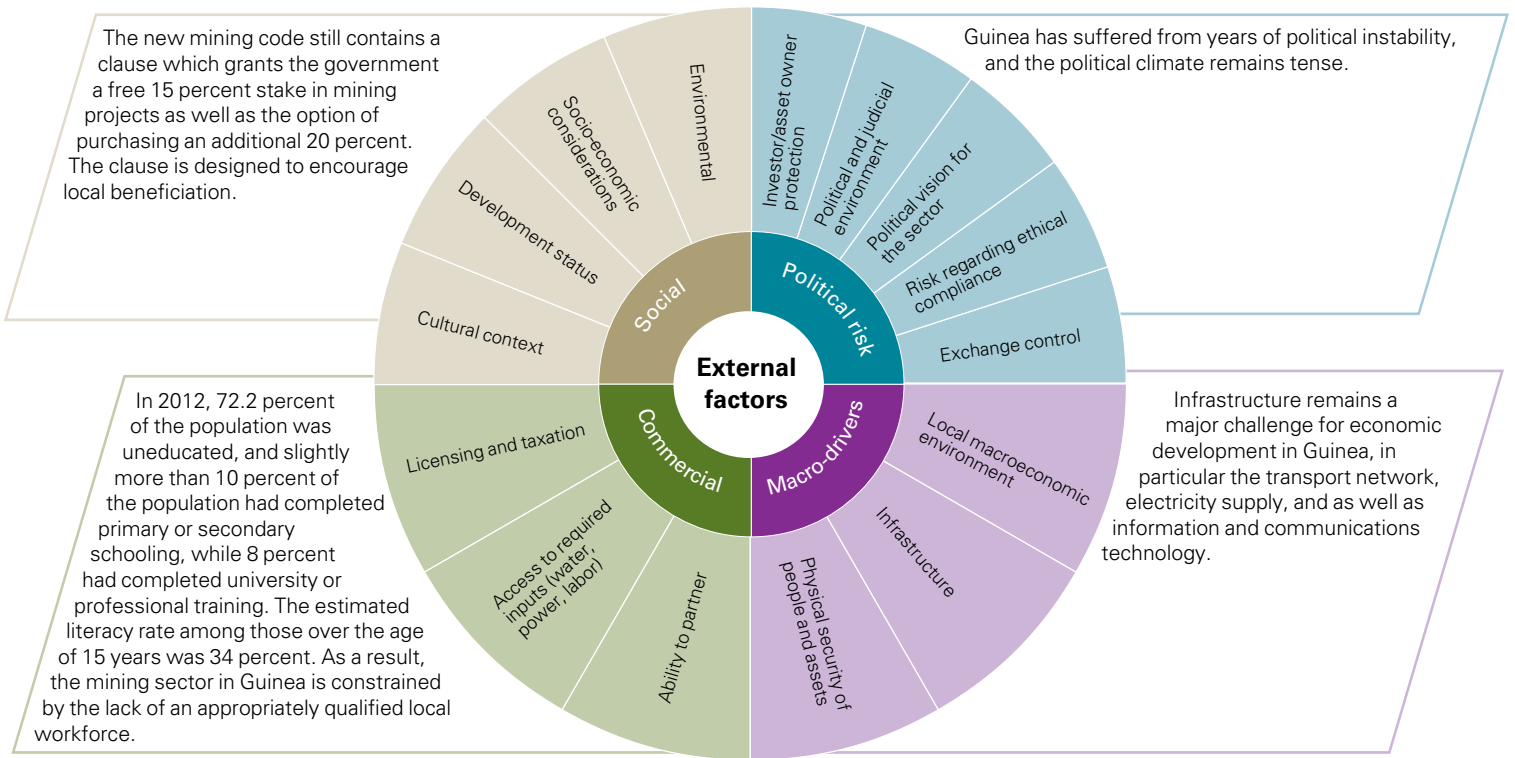 The new mining code still contains a
clause which grants the government
a free 15 percent stake in mining
projects as well as the option of
purchasing an additional 20 percent.
The clause is designed to encourage
local beneficiation.
Guinea has suffered from years of political instability,
and the political climate remains tense.
Environmental
Socio-economic
considerations
Development status
Cultural context
Social
Investor/asset owner
protection
Political and judicial
environment
Political vision for
the sector
Risk regarding ethical
compliance
Exchange control
Political risk
External
factors
In 2012, 72.2 percent
of the population was
uneducated, and slightly
more than 10 percent of
the population had completed
primary or secondary
schooling, while 8 percent
had completed university or
professional training. The estimated
literacy rate among those over the age
of 15 years was 34 percent. As a result,
the mining sector in Guinea is constrained
by the lack of an appropriately qualified local
workforce.
Commercial
Licensing and taxation
Access to required
inputs (water,
power, labor)
Ability to partner
Macro-drivers
Local macroeconomic
environment
Infrastructure
Physical security of
people and assets
Infrastructure remains a
major challenge for economic
development in Guinea, in
particular the transport network,
electricity supply, and as well as
information and communications
technology.